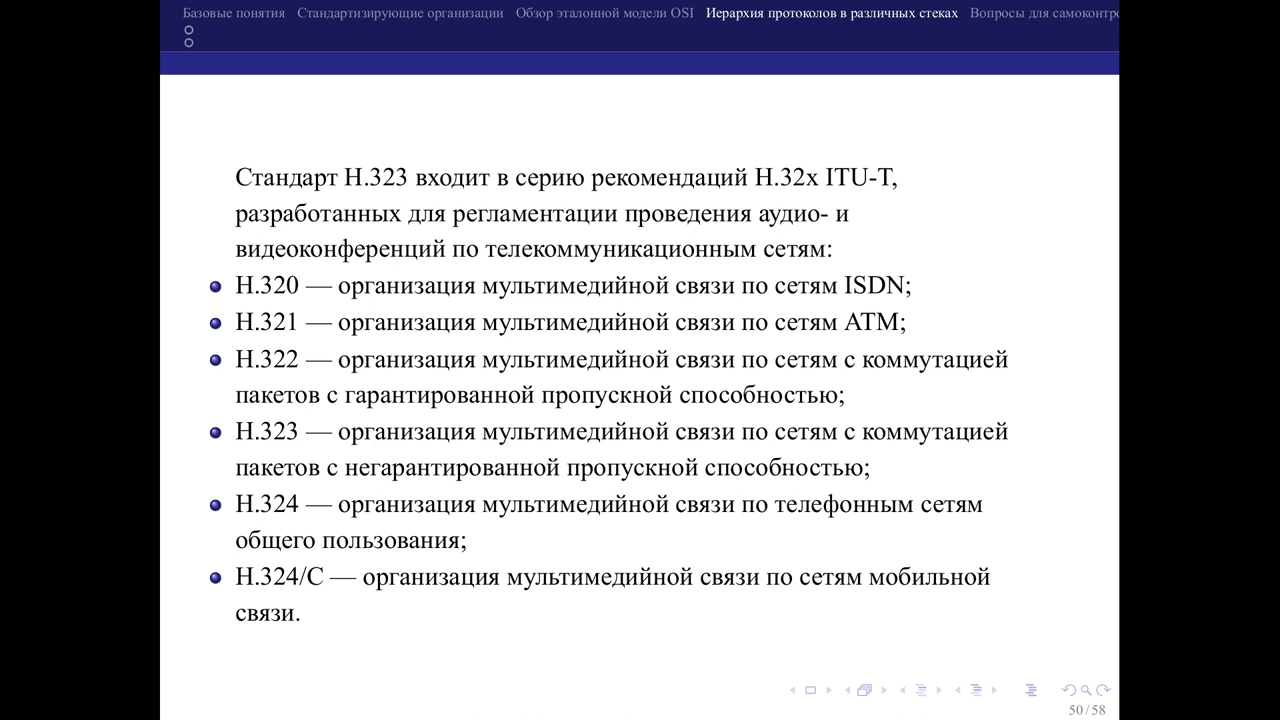 Базовые понятия Стандартизирующие организации Обзор эталонной модели OSI Иерархия протоколов в различных стеках Вопросы для самоконтро
Стандарт H.323 входит в серию рекомендаций H.32x ITU-T,
разработанных для регламентации проведения аудио- и
видеоконференций по телекоммуникационным сетям:
H.320 — организация мультимедийной связи по сетям ISDN;
H.321 — организация мультимедийной связи по сетям ATM;
H.322 — организация мультимедийной связи по сетям с коммутацией
пакетов с гарантированной пропускной способностью;
H.323 — организация мультимедийной связи по сетям с коммутацией
пакетов с негарантированной пропускной способностью;
H.324 — организация мультимедийной связи по телефонным сетям
общего пользования;
H.324/C — организация мультимедийной связи по сетям мобильной
связи.
50 / 58